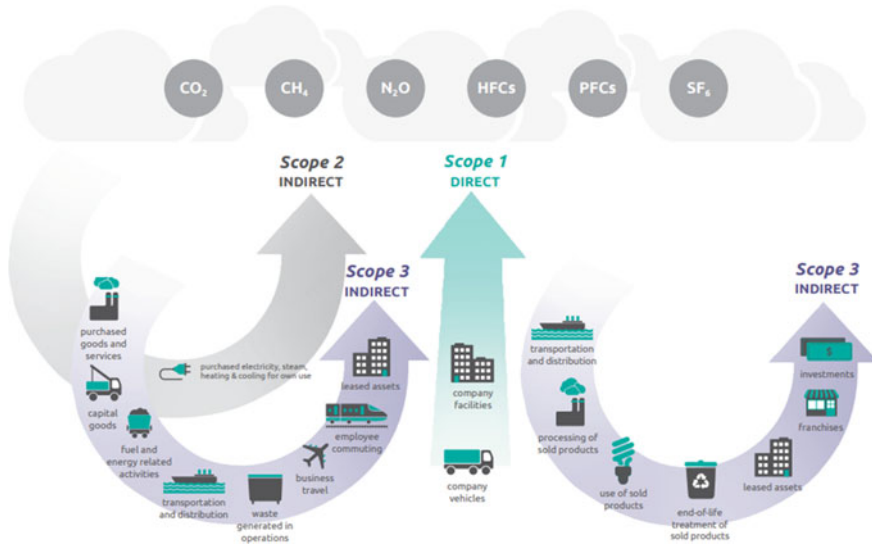 CO₂
CH₄
N₂O
HFCs
PFCs
SF₆
Scope 2
INDIRECT
Scope 1
DIRECT
Scope 3
INDIRECT
Scope 3
INDIRECT
purchased
goods and
services
capital
goods
fuel and
energy related
activities
transportation
and distribution
waste
generated in
operations
business
travel
employee
commuting
leased assets
purchased electricity, steam,
heating & cooling for own use
company
facilities
company
vehicles
transportation
and distribution
processing of
sold products
use of sold
products
end-of-life
treatment of
sold products
leased assets
franchises
$
investments